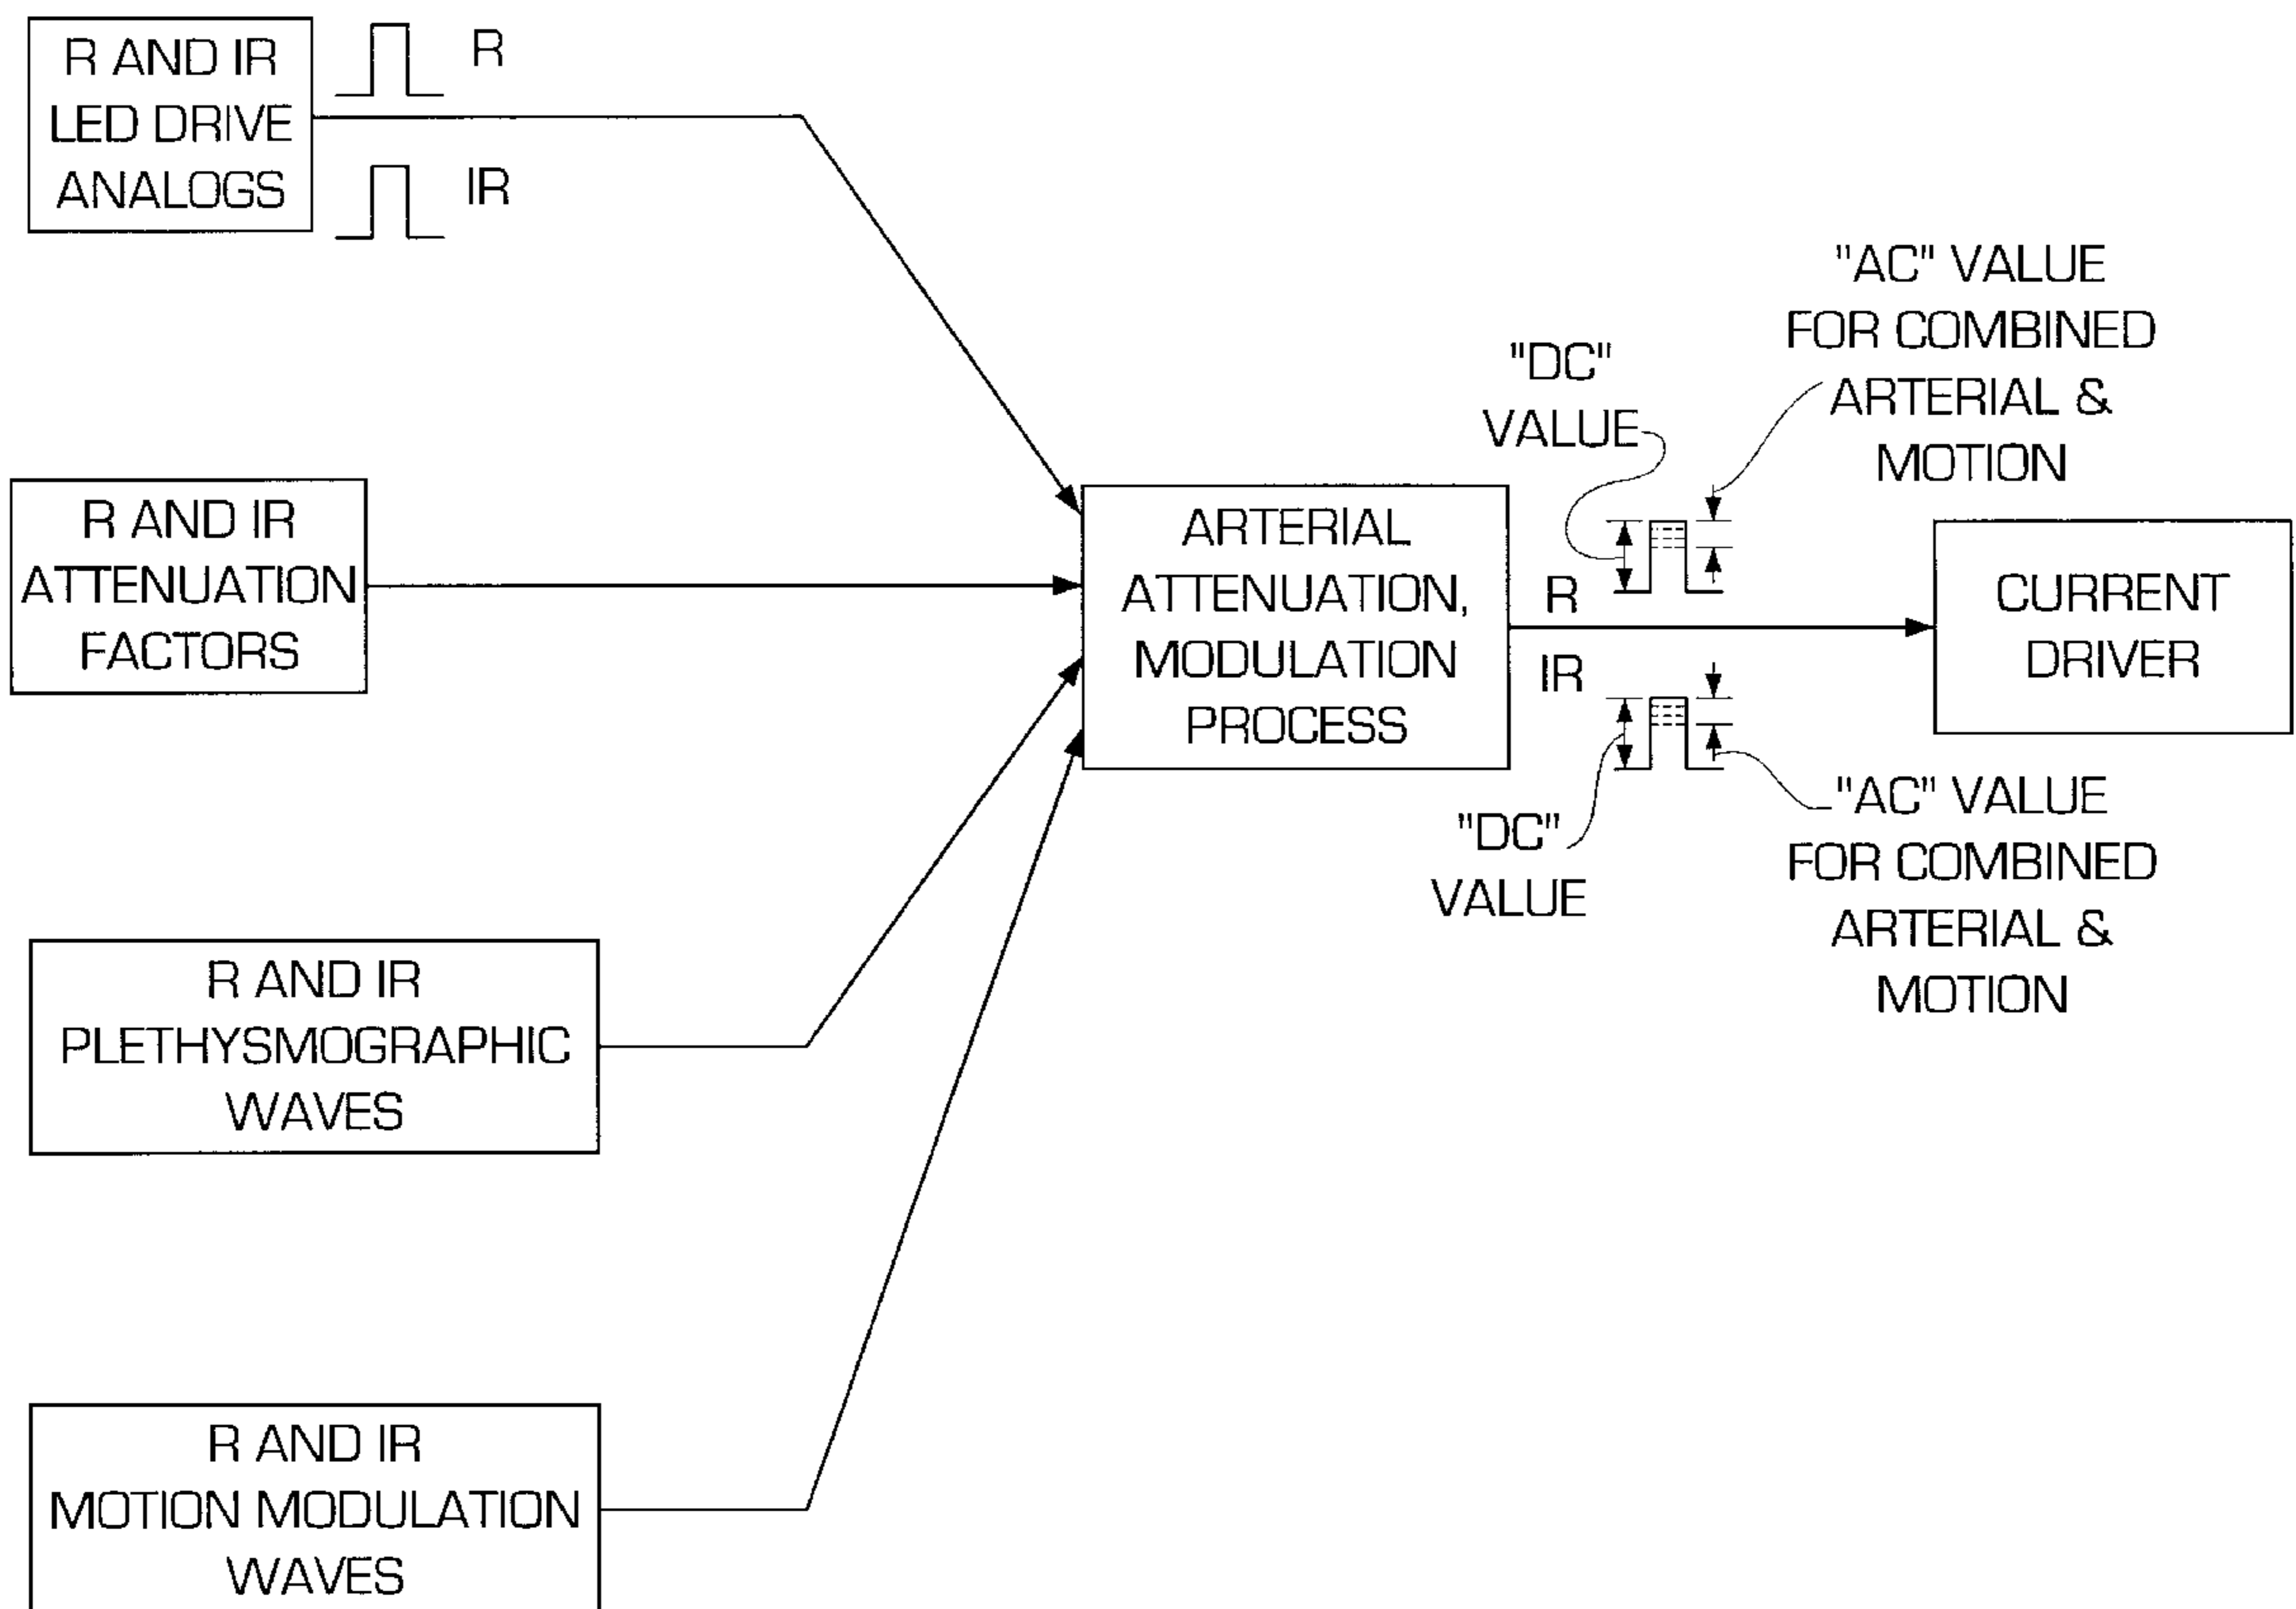 R AND IR
LED DRIVE
ANALOGS
R
IR
R AND IR
ATTENUATION
FACTORS
R AND IR
PLETHYSMOGRAPHIC
WAVES
R AND IR
MOTION MODULATION
WAVES
ARTERIAL
ATTENUATION,
MODULATION
PROCESS
"DC"
VALUE
"AC" VALUE
FOR COMBINED
ARTERIAL &
MOTION
R
IR
"DC"
VALUE
"AC" VALUE
FOR COMBINED
ARTERIAL &
MOTION
CURRENT
DRIVER